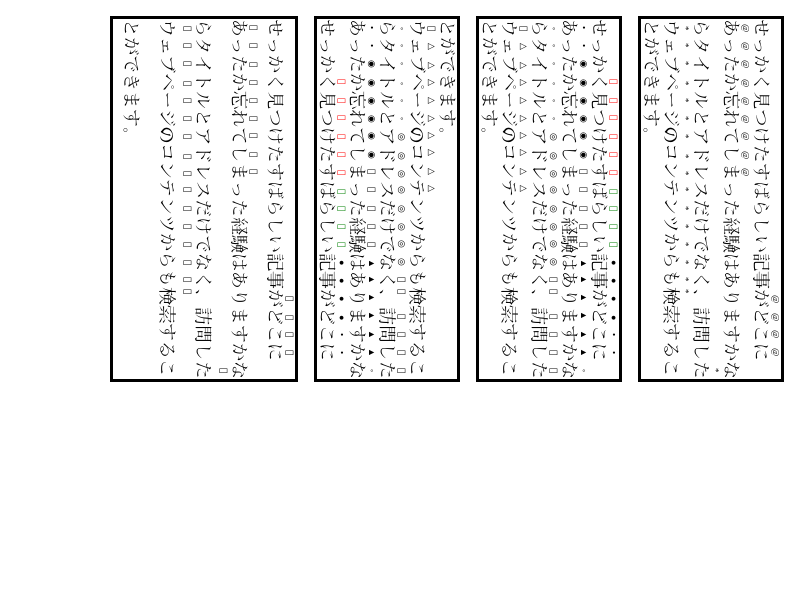 せっかく見つけたすばらしい記事がどこに
あったか忘れてしまった経験はありますかな
らタイトルとアドレスだけでなく、訪問した
ウェブページのコンテンツからも検索するこ
とができます。
せっかく見つけたすばらしい記事がどこに
あったか忘れてしまった経験はありますかな
らタイトルとアドレスだけでなく、訪問した
ウェブページのコンテンツからも検索するこ
とができます。
せっかく見つけたすばらしい記事がどこに
あったか忘れてしまった経験はありますかな
らタイトルとアドレスだけでなく、訪問した
ウェブページのコンテンツからも検索するこ
とができます。
せっかく見つけたすばらしい記事がどこに
あったか忘れてしまった経験はありますかな
らタイトルとアドレスだけでなく、訪問した
ウェブページのコンテンツからも検索するこ
とができます。